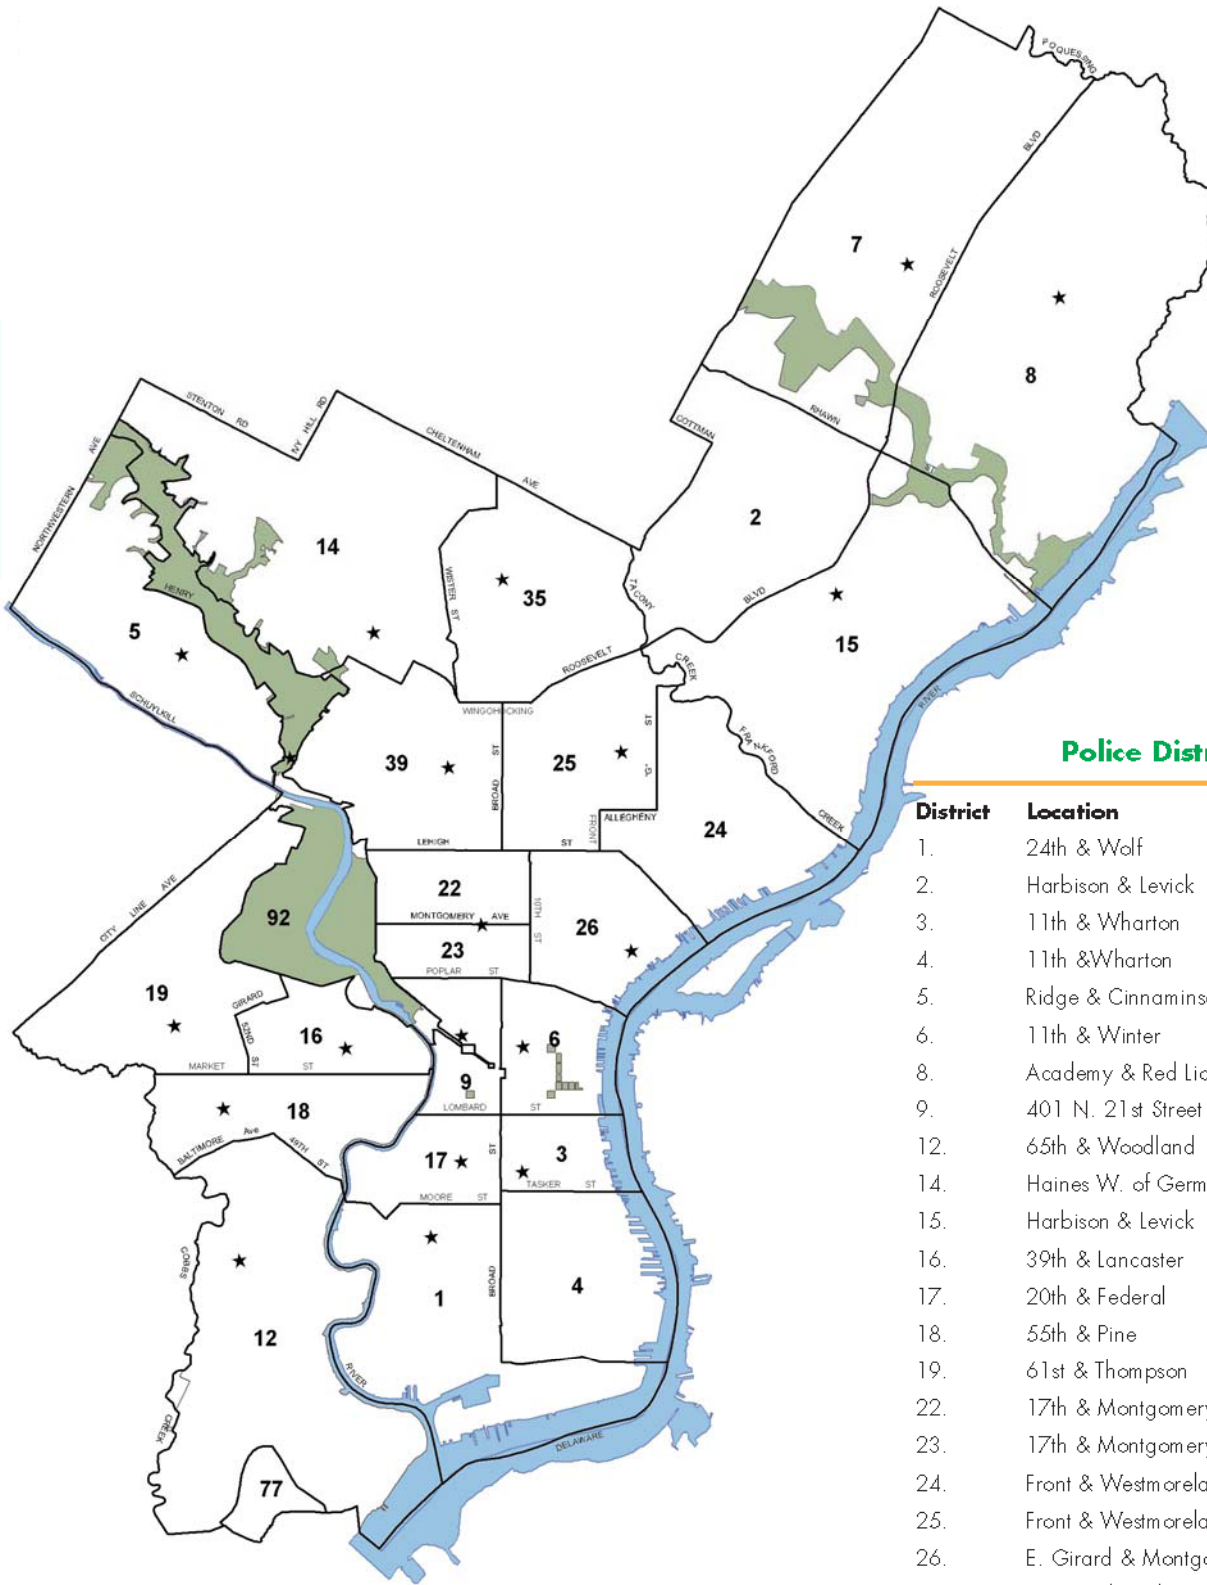 POQUESSING
BLVD
7
ROOSEVELT
8
STENTON RD
IVY HILL RD
CHELTENHAM AVE
COTTMAN
RHAWN ST
NORTHWESTERN AVE
2
14
WISTER ST
35
TACONY
BLVD
HENRY
5
15
ROOSEVELT
CREEK
SCHUYLKILL
WINGOHOCKING
ST
RIVER
39
BROAD ST
25
"G"
FRANKFORD
Police Distr
ALLEGHENY
FRONT
24
CREEK
LEHIGH ST
District Location
1. 24th & Wolf
2. Harbison & Levick
3. 11th & Wharton
4. 11th &Wharton
5. Ridge & Cinnamins
6. 11th & Winter
8. Academy & Red Lio
9. 401 N. 21st Street
12. 65th & Woodland
14. Haines W. of Germ
15. Harbison & Levick
16. 39th & Lancaster
17. 20th & Federal
18. 55th & Pine
19. 61st & Thompson
22. 17th & Montgomery
23. 17th & Montgomery
24. Front & Westmorela
25. Front & Westmorela
26. E. Girard & Montgo
22
CITY LINE AVE
92
MONTGOMERY AVE
10TH ST
26
23
POPLAR ST
19
GIRARD
52ND ST
16
6
MARKET ST
9
LOMBARD ST
18
BALTIMORE Ave
49TH ST
17
ST
3
TASKER ST
MOORE ST
COBBS
BROAD
4
1
12
RIVER
CREEK
DELAWARE
77